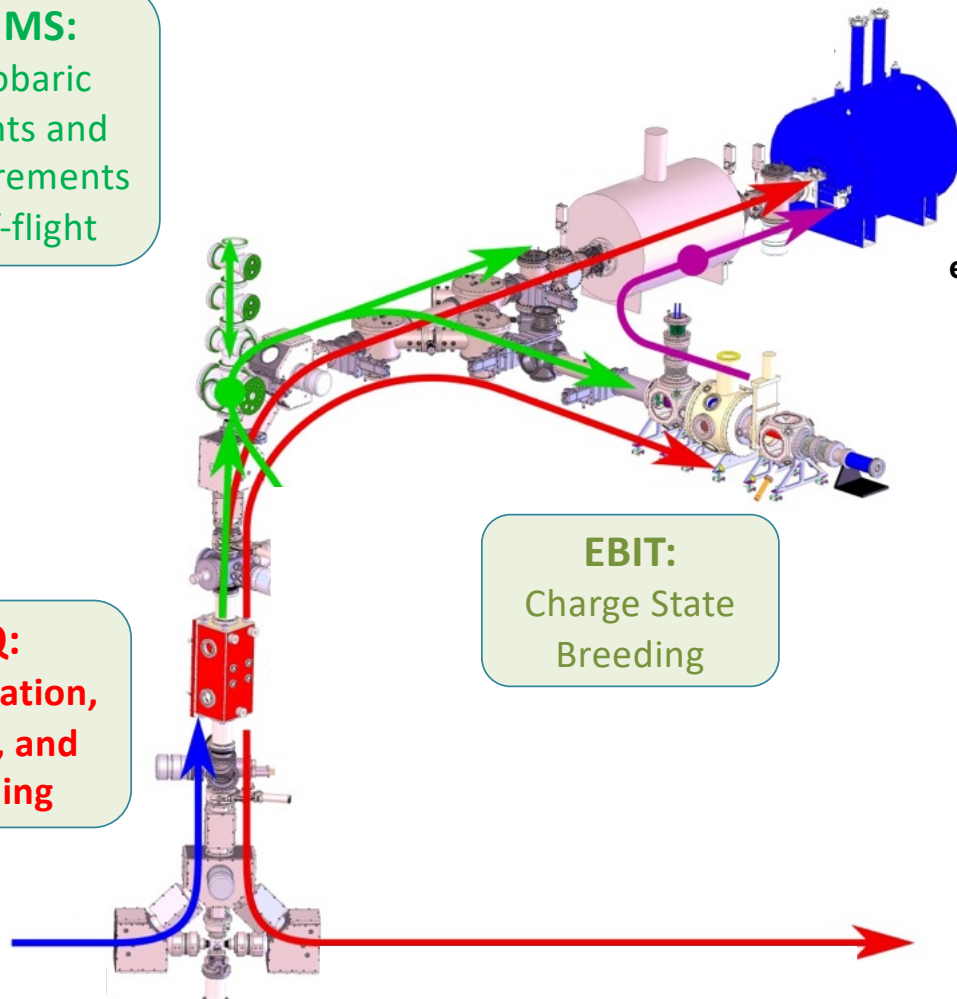 MS:
obaric
nts and
rements
-flight
e
EBIT:
Charge State
Breeding
Q:
ation,
, and
ing